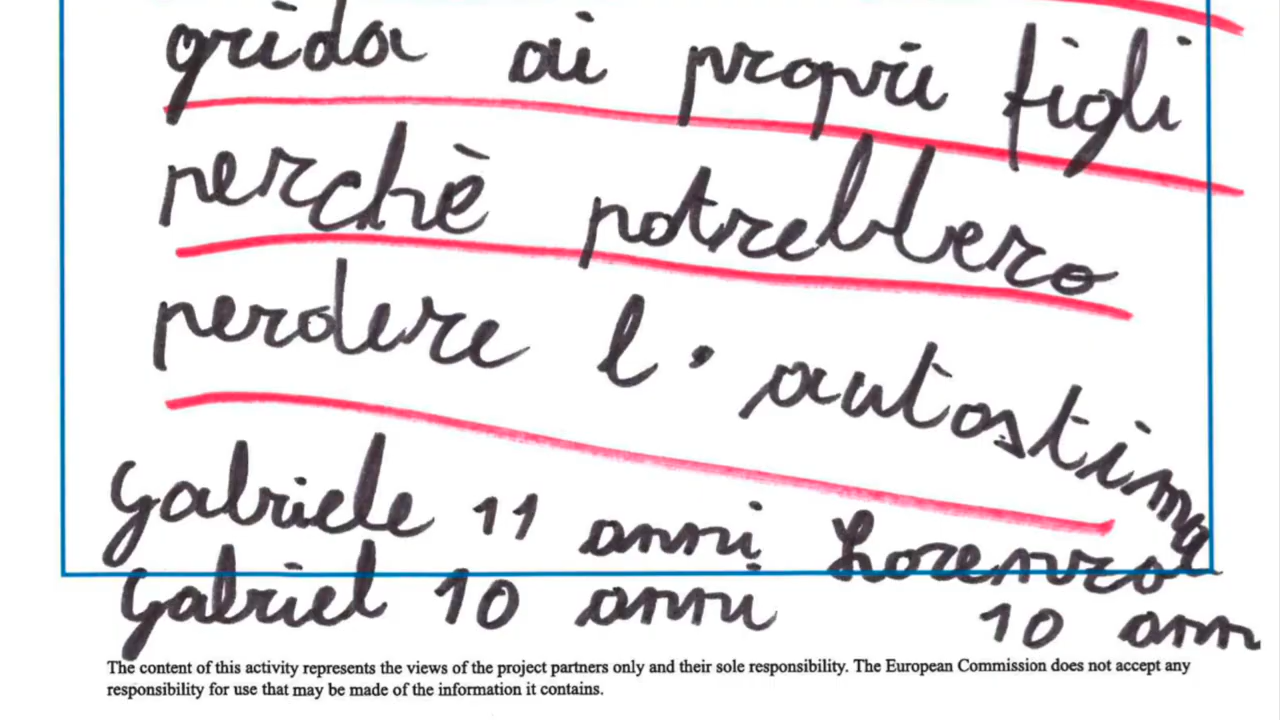 grida ai propri figli
perchè potrebbero
perdere l'autostima
Gabriele 11 anni Lorenzo
Gabriel 10 anni 10 ann
The content of this activity represents the views of the project partners only and their sole responsibility. The European Commission does not accept any
responsibility for use that may be made of the information it contains.